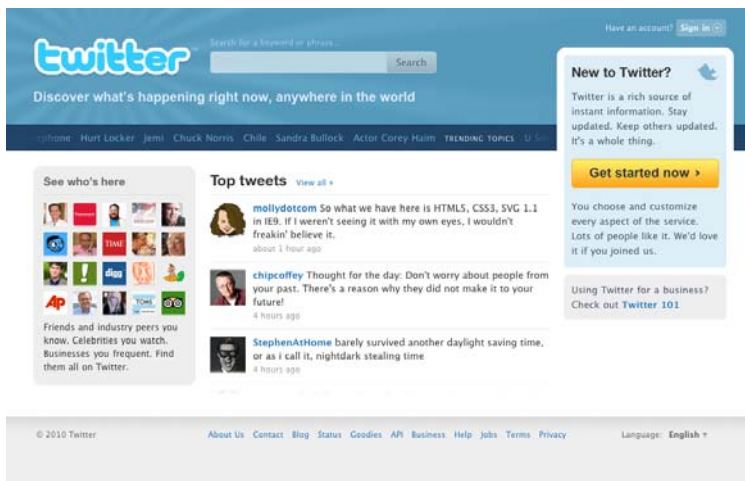 Have an account? Sign in
twitter
Search for a keyword or phrase...
Search
Discover what's happening right now, anywhere in the world
Hurt Locker Jemi Chuck Norris Chile Sandra Bullock Actor Corey Haim TRENDING TOPICS
New to Twitter?
Twitter is a rich source of
instant information. Stay
updated. Keep others updated.
It's a whole thing.
Get started now ›
You choose and customize
every aspect of the service.
Lots of people like it. We'd love
it if you joined us.
Using Twitter for a business?
Check out Twitter 101
See who's here
TIME
digg
AP
TOMS
Friends and industry peers you
know. Celebrities you watch.
Businesses you frequent. Find
them all on Twitter.
Top tweets View all ›
mollydotcom So what we have here is HTML5, CSS3, SVG 1.1
in IE9. If I weren't seeing it with my own eyes, I wouldn't
freakin' believe it.
about 1 hour ago
chipcoffey Thought for the day: Don't worry about people from
your past. There's a reason why they did not make it to your
future!
4 hours ago
StephenAtHome barely survived another daylight saving time,
or as i call it, nightdark stealing time
4 hours ago
© 2010 Twitter
About Us Contact Blog Status Goodies API Business Help Jobs Terms Privacy
Language: English